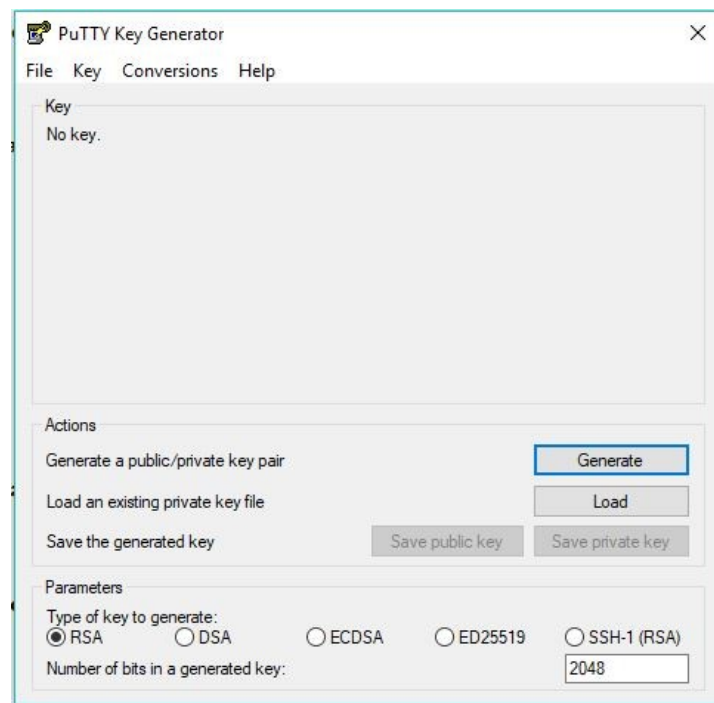 PuTTY Key Generator
File Key Conversions Help
Key
No key.
Actions
Generate a public/private key pair
Generate
Load an existing private key file
Load
Save the generated key
Save public key
Save private key
Parameters
Type of key to generate:
RSA DSA ECDSA ED25519 SSH-1 (RSA)
Number of bits in a generated key:
2048